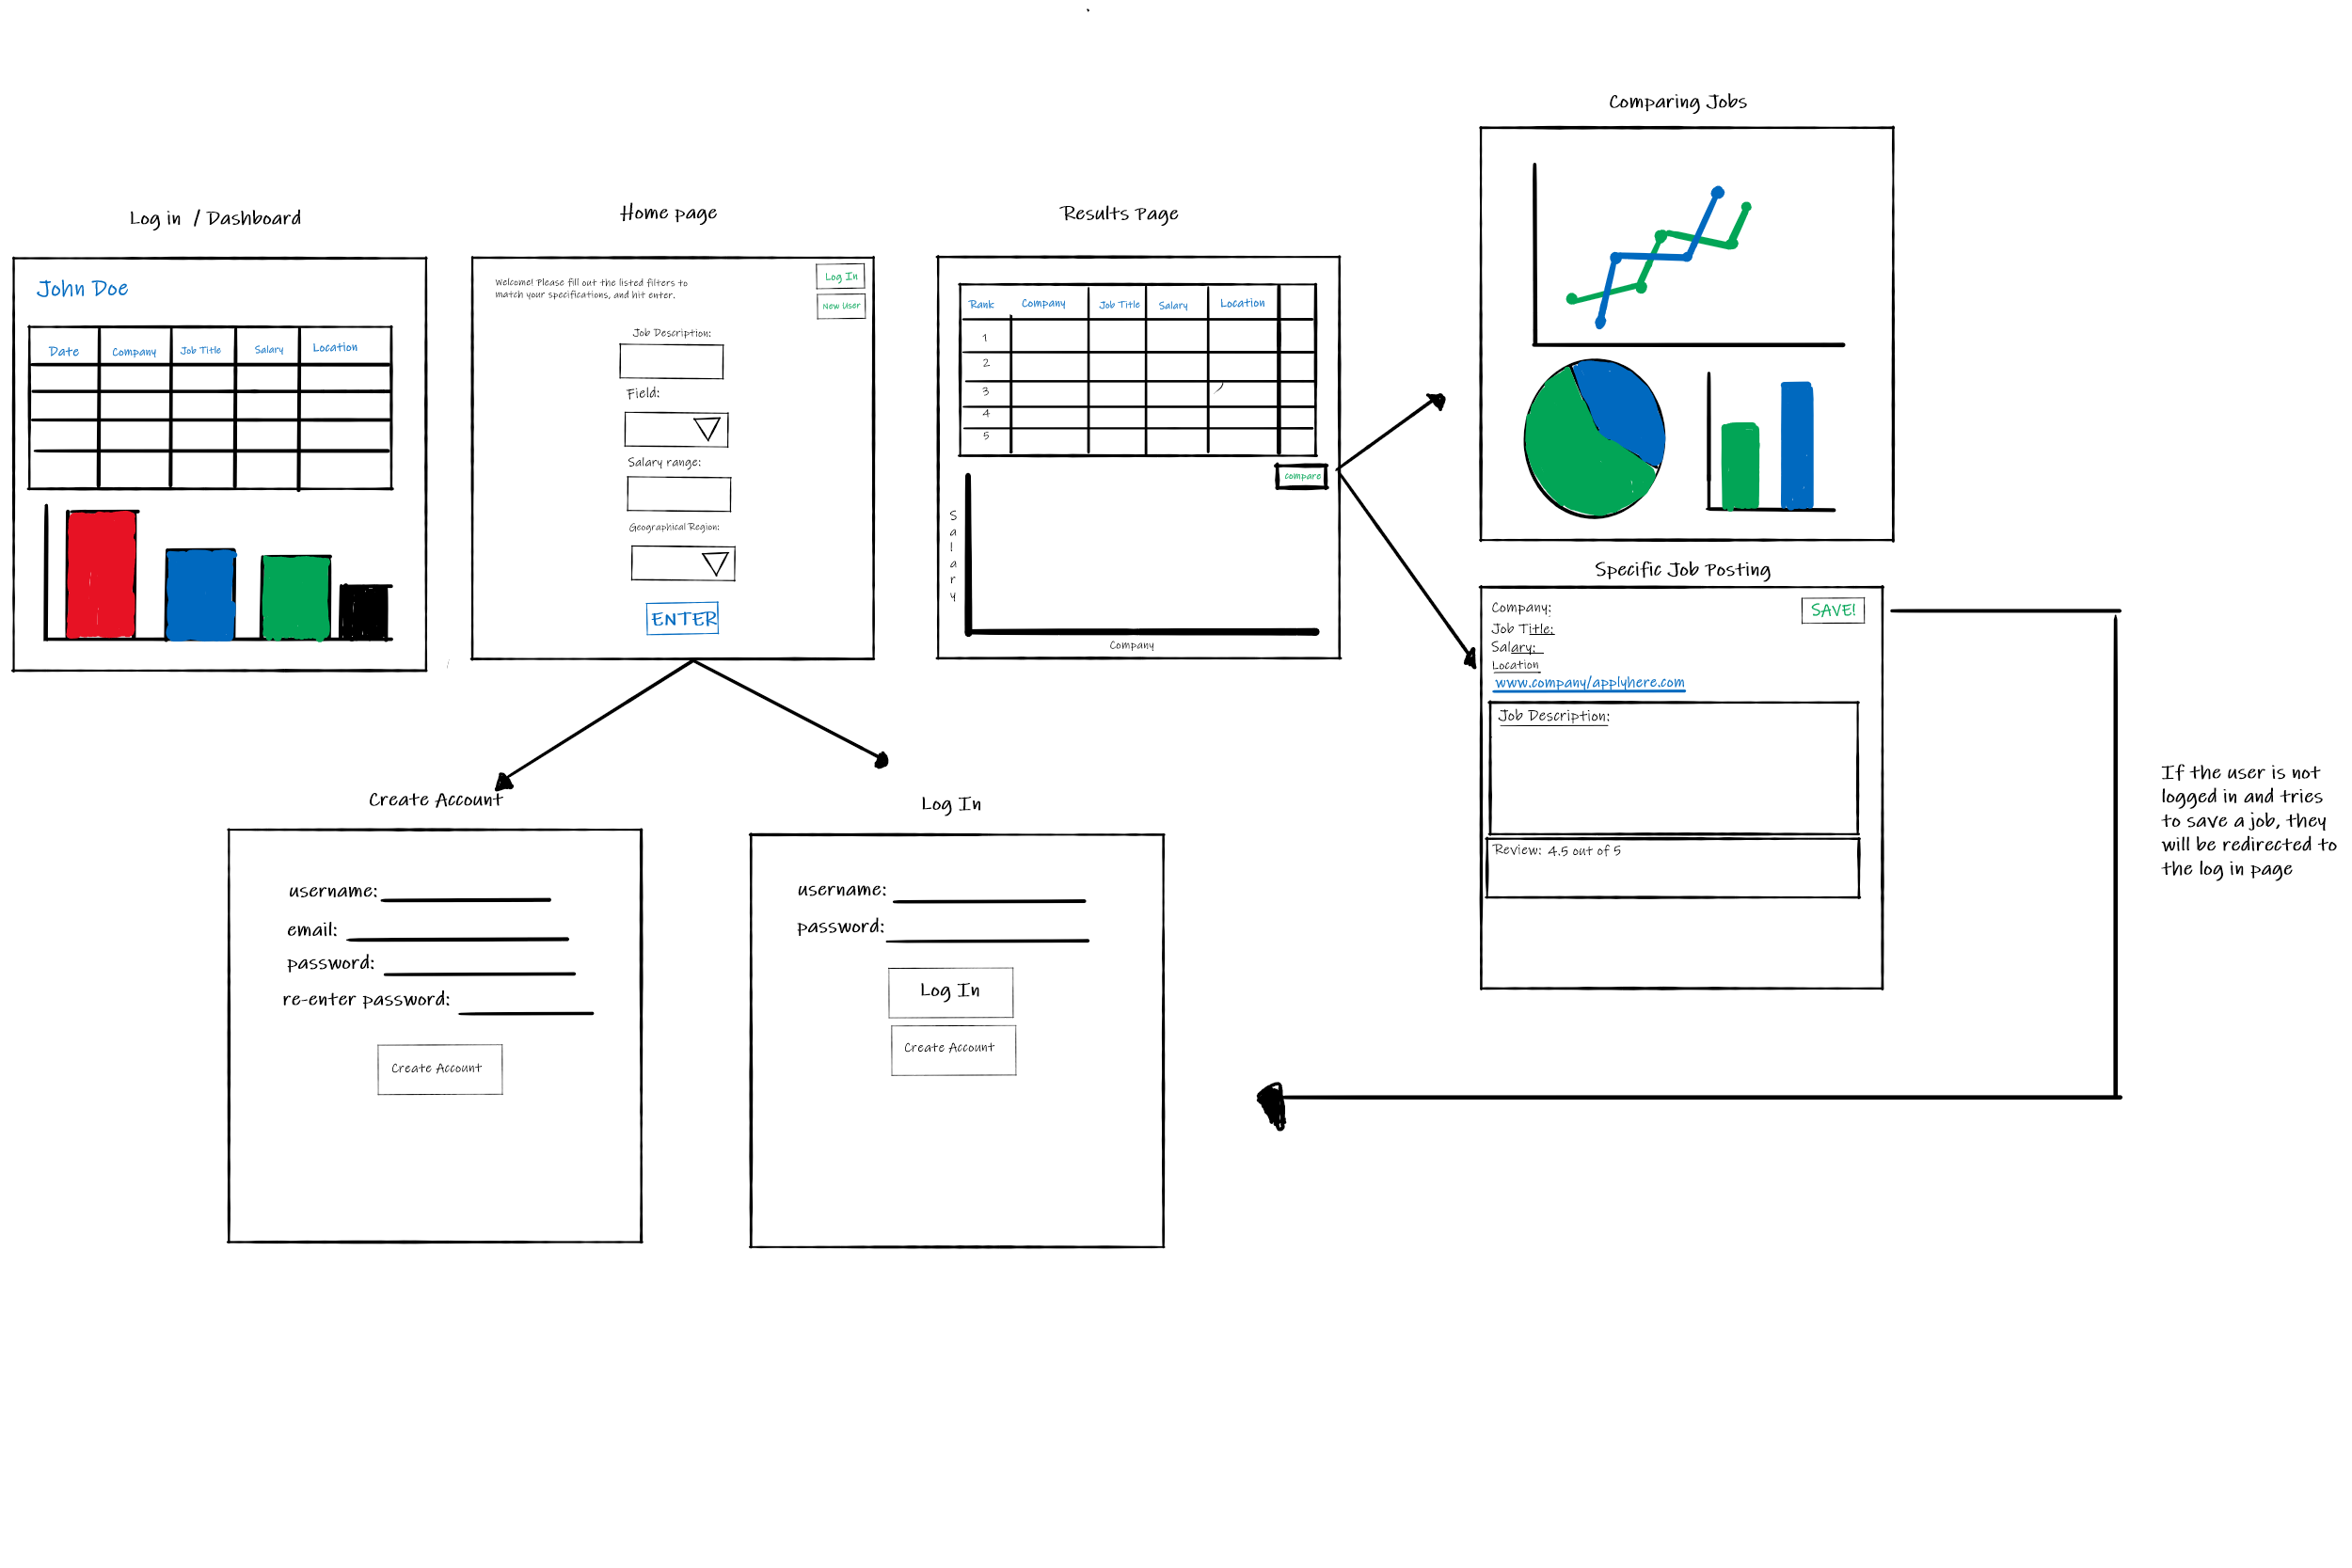 Comparing Jobs
Log in / Dashboard
John Doe
Date Company Job Title Salary Location
Home page
Welcome! Please fill out the listed filters to
match your specifications, and hit enter.
Log In
New User
Job Description:
Field:
Salary range:
Geographical Region:
ENTER
Results Page
Rank Company Job Title Salary Location
1
2
3
4
5
compare
Salary
Company
Specific Job Posting
Company:
Job Title:
Salary:
Location
www.company/applyhere.com
SAVE!
Job Description:
Review: 4.5 out of 5
If the user is not
logged in and tries
to save a job, they
will be redirected to
the log in page
Create Account
username:
email:
password:
re-enter password:
Create Account
Log In
username:
password:
Log In
Create Account